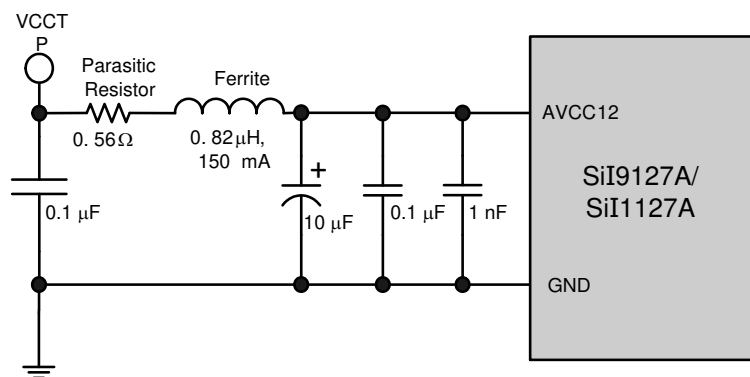 VCCT
P
Parasitic
Resistor
Ferrite
0. 56Ω
0. 82μH,
150 mA
0.1 μF
10 μF
+
0.1 μF
1 nF
AVCC12
SiI9127A/
SiI1127A
GND